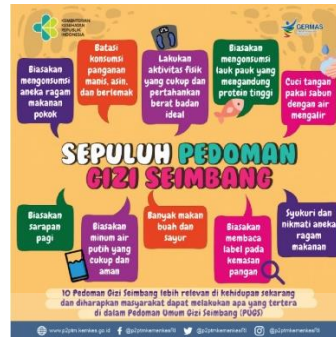 KEMENTERIAN
KESEHATAN
REPUBLIK
INDONESIA
GERMAS
Biasakan
mengonsumsi
aneka ragam
makanan
pokok
Batasi
konsumsi
panganan
manis, asin,
dan berlemak
Lakukan
aktivitas fisik
yang cukup dan
pertahankan
berat badan
ideal
Biasakan
mengonsumsi
lauk pauk yang
mengandung
protein tinggi
Cuci tangan
pakai sabun
dengan air
mengalir
SEPULUH PEDOMAN
GIZI SEIMBANG
Biasakan
sarapan
pagi
Biasakan
minum air
putih yang
cukup dan
aman
Banyak makan
buah dan
sayur
Biasakan
membaca
label pada
kemasan
pangan
Syukuri dan
nikmati aneka
ragam
makanan
10 Pedoman Gizi Seimbang lebih relevan di kehidupan sekarang
dan diharapkan masyarakat dapat melakukan apa yang tertera
di dalam Pedoman Umum Gizi Seimbang (PUGS)
www.p2ptm.kemkes.go.id
@p2ptmkemenkesRI
@p2ptmkemenkesRI
@p2ptmkemenkesRI